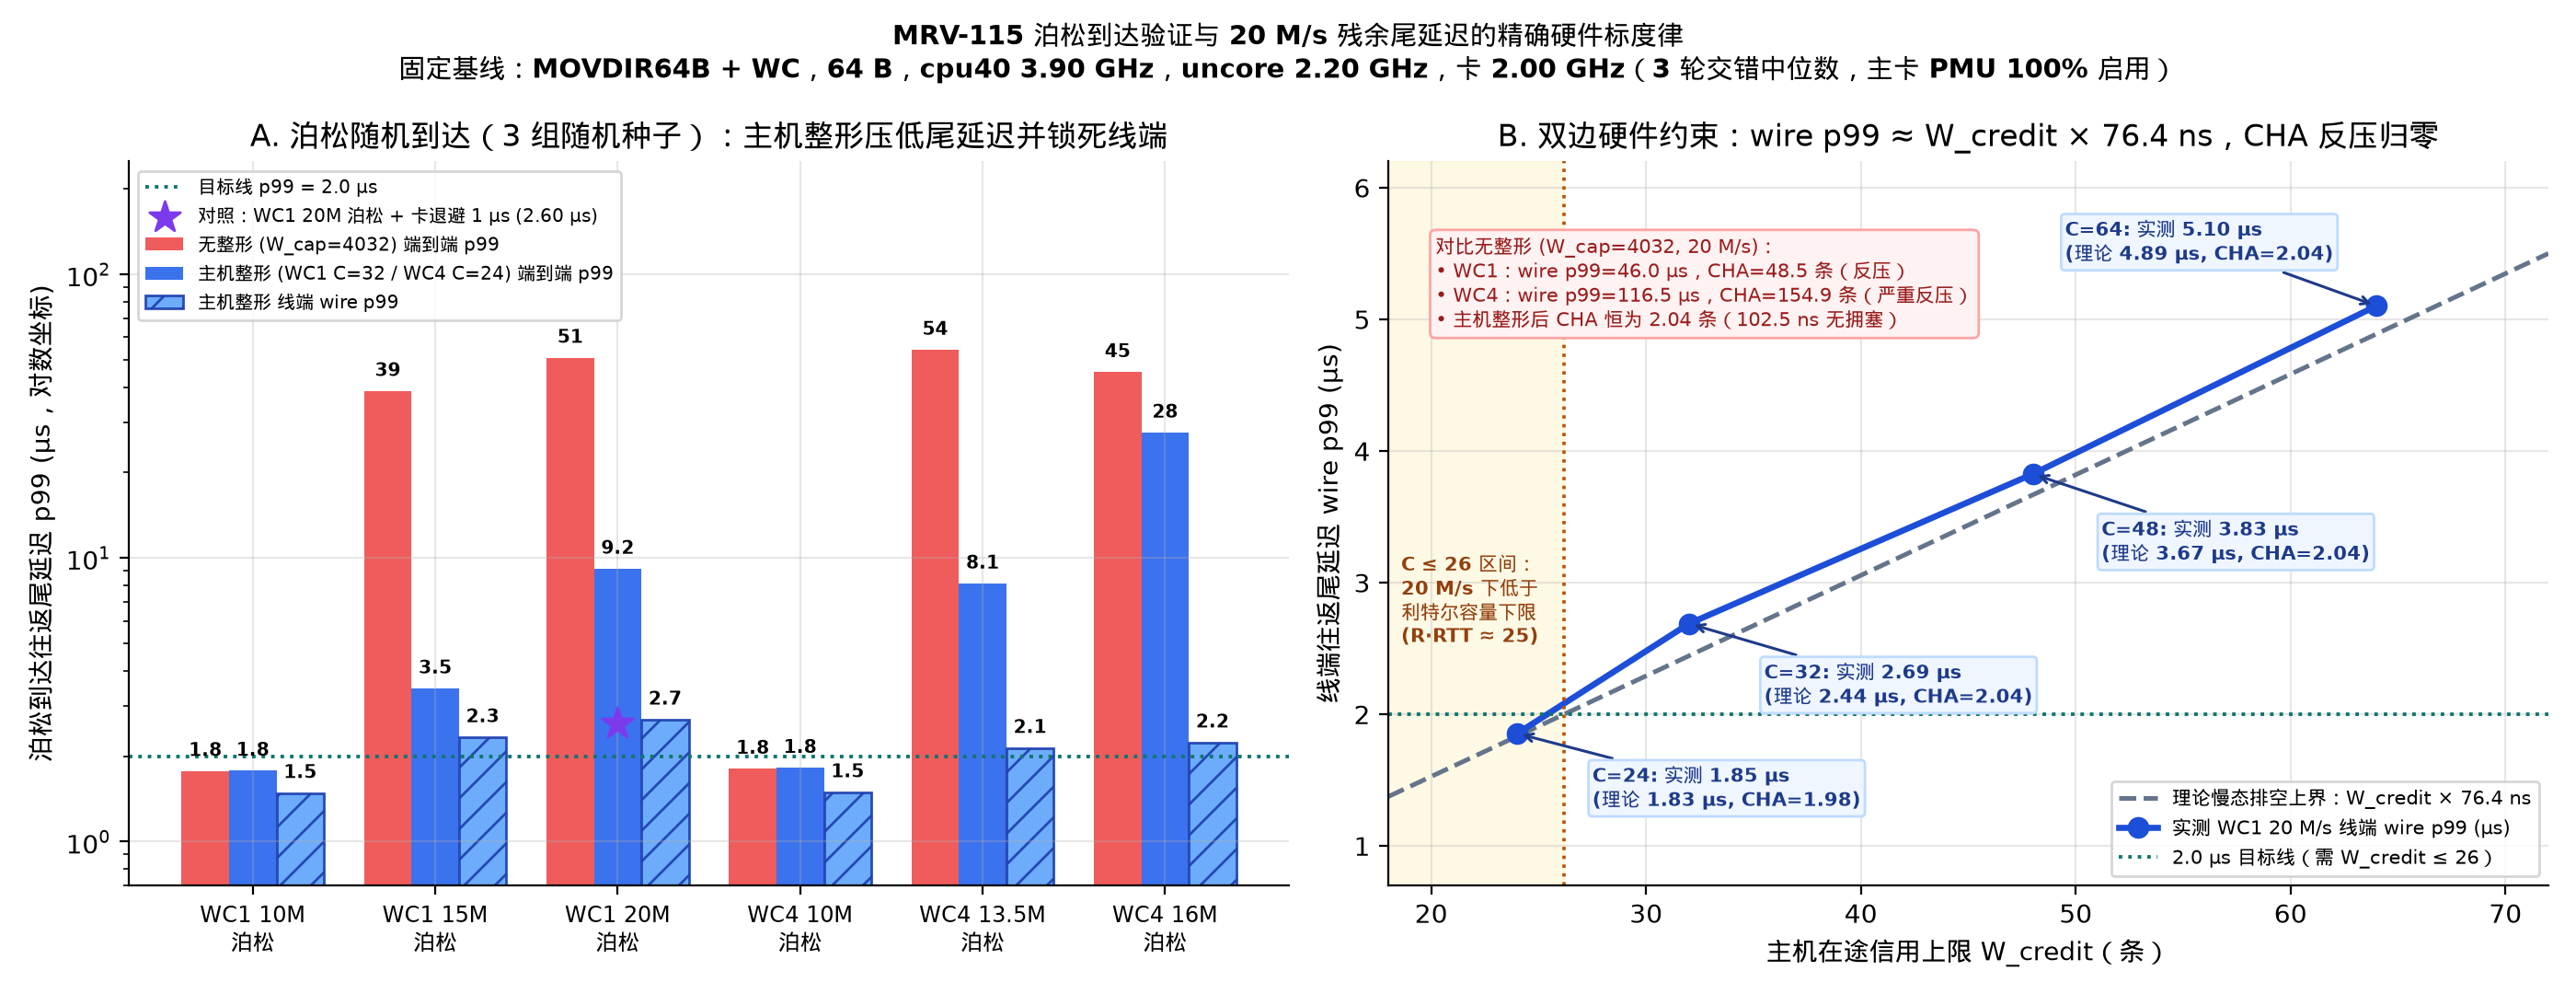 MRV-115 泊松到达验证与 20 M/s 残余尾延迟的精确硬件标度律
固定基线：MOVDIR64B + WC，64 B，cpu40 3.90 GHz，uncore 2.20 GHz，卡 2.00 GHz（3 轮交错中位数，主卡 PMU 100% 启用）
A. 泊松随机到达（3 组随机种子）：主机整形压低尾延迟并锁死线端
目标线 p99 = 2.0 µs
对照：WC1 20M 泊松 + 卡退避 1 µs (2.60 µs)
无整形 (W_cap=4032) 端到端 p99
主机整形 (WC1 C=32 / WC4 C=24) 端到端 p99
主机整形 线端 wire p99
泊松到达往返尾延迟 p99 (µs，对数坐标)
10²
10¹
10⁰
1.8
1.8
1.5
39
3.5
2.3
51
9.2
2.7
1.8
1.8
1.5
54
8.1
2.1
45
28
2.2
WC1 10M
泊松
WC1 15M
泊松
WC1 20M
泊松
WC4 10M
泊松
WC4 13.5M
泊松
WC4 16M
泊松
B. 双边硬件约束：wire p99 ≈ W_credit × 76.4 ns，CHA 反压归零
线端往返尾延迟 wire p99 (µs)
6
5
4
3
2
1
对比无整形 (W_cap=4032, 20 M/s)：
• WC1：wire p99=46.0 µs，CHA=48.5 条（反压）
• WC4：wire p99=116.5 µs，CHA=154.9 条（严重反压）
• 主机整形后 CHA 恒为 2.04 条（102.5 ns 无拥塞）
C=64: 实测 5.10 µs
(理论 4.89 µs, CHA=2.04)
C=48: 实测 3.83 µs
(理论 3.67 µs, CHA=2.04)
C ≤ 26 区间：
20 M/s 下低于
利特尔容量下限
(R·RTT ≈ 25)
C=32: 实测 2.69 µs
(理论 2.44 µs, CHA=2.04)
C=24: 实测 1.85 µs
(理论 1.83 µs, CHA=1.98)
理论慢态排空上界：W_credit × 76.4 ns
实测 WC1 20 M/s 线端 wire p99 (µs)
2.0 µs 目标线（需 W_credit ≤ 26）
20
30
40
50
60
70
主机在途信用上限 W_credit（条）